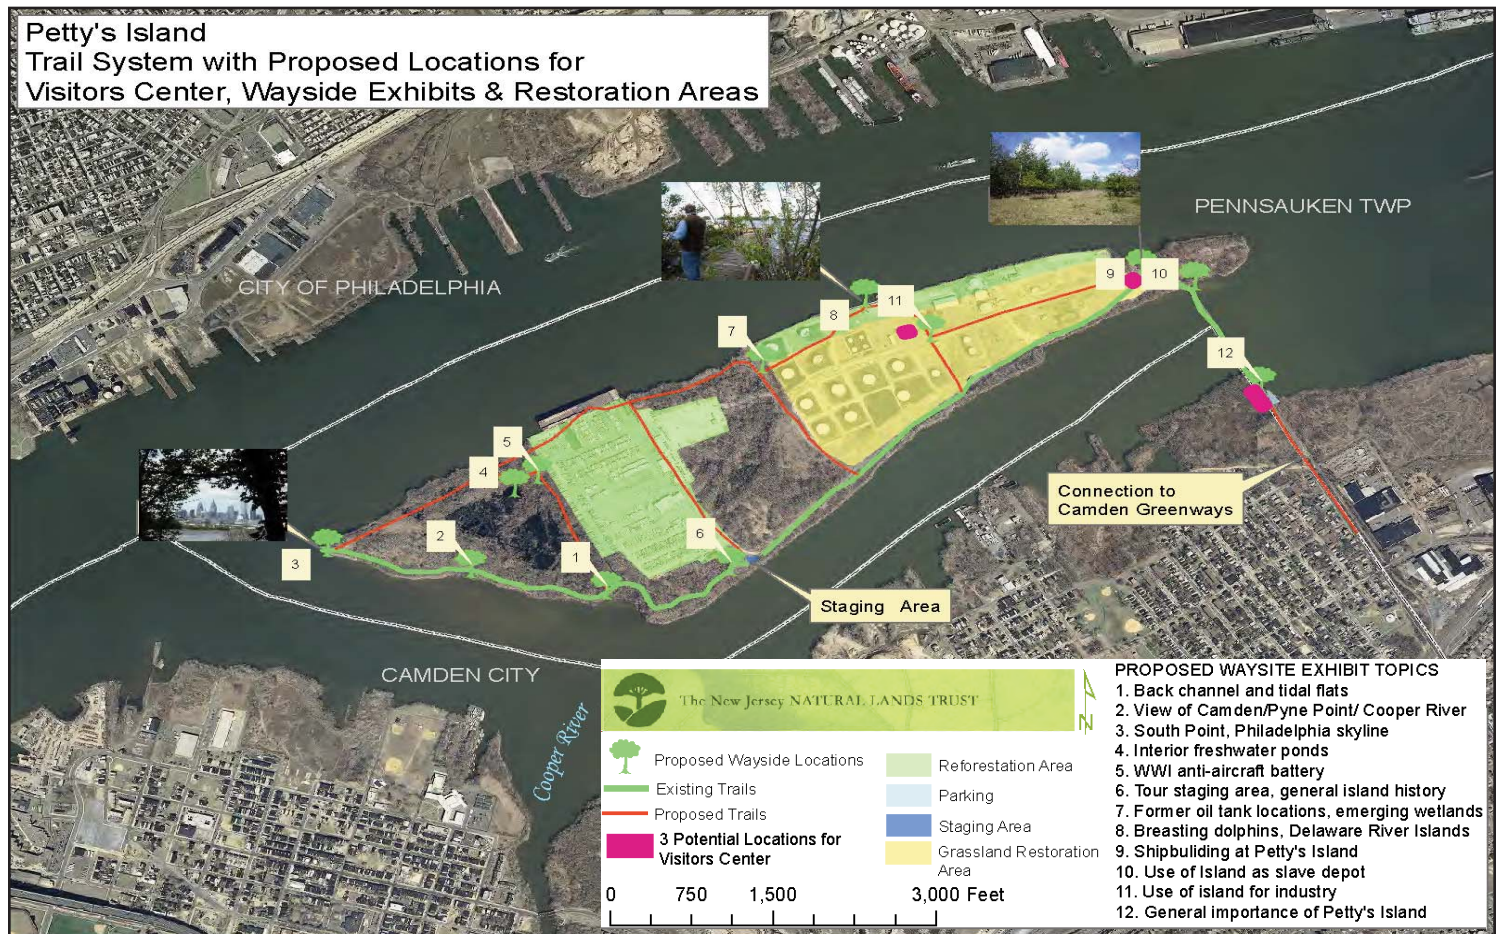 Petty's Island
Trail System with Proposed Locations for
Visitors Center, Wayside Exhibits & Restoration Areas
PENNSAUKEN TWP
CITY OF PHILADELPHIA
9
10
11
8
7
12
5
4
Connection to
Camden Greenways
2
6
3
1
Staging Area
CAMDEN CITY
Cooper River
The New Jersey NATURAL LANDS TRUST
N
Proposed Wayside Locations
Existing Trails
Proposed Trails
3 Potential Locations for
Visitors Center
Reforestation Area
Parking
Staging Area
Grassland Restoration
Area
0 750 1,500 3,000 Feet
PROPOSED WAYSITE EXHIBIT TOPICS
1. Back channel and tidal flats
2. View of Camden/Pyne Point/ Cooper River
3. South Point, Philadelphia skyline
4. Interior freshwater ponds
5. WWI anti-aircraft battery
6. Tour staging area, general island history
7. Former oil tank locations, emerging wetlands
8. Breasting dolphins, Delaware River Islands
9. Shipbuliding at Petty's Island
10. Use of Island as slave depot
11. Use of island for industry
12. General importance of Petty's Island